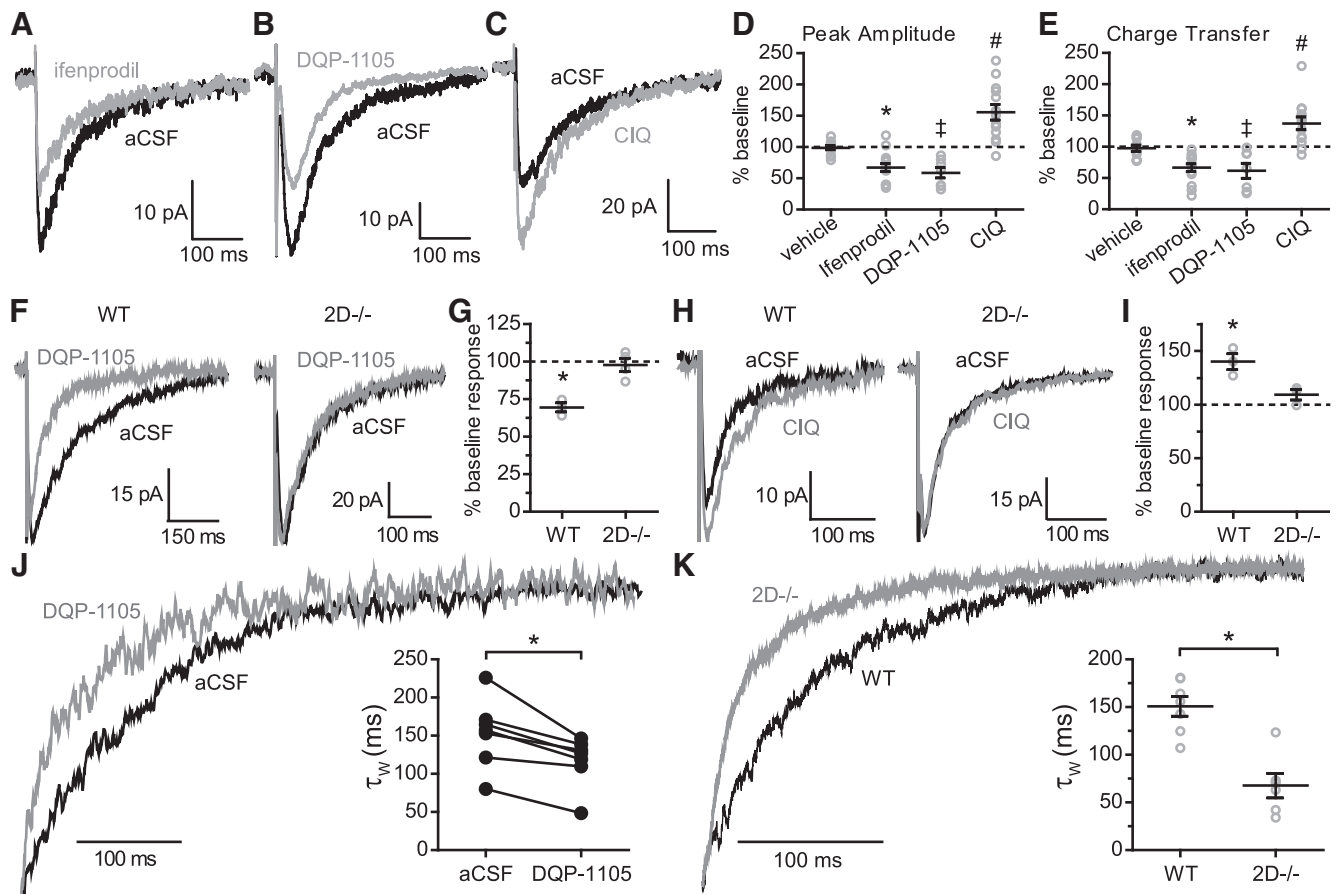 A
ifenprodil
aCSF
10 pA
100 ms
B
DQP-1105
aCSF
10 pA
100 ms
C
aCSF
CIQ
20 pA
100 ms
D
Peak Amplitude
% baseline
250
200
150
100
50
0
*
‡
#
vehicle
Ifenprodil
DQP-1105
CIQ
E
Charge Transfer
% baseline
250
200
150
100
50
0
*
‡
#
vehicle
ifenprodil
DQP-1105
CIQ
F
WT
DQP-1105
aCSF
15 pA
150 ms
2D-/-
DQP-1105
aCSF
20 pA
100 ms
G
% baseline response
125
100
75
50
25
0
*
WT
2D-/-
H
WT
aCSF
CIQ
10 pA
100 ms
2D-/-
aCSF
CIQ
15 pA
100 ms
I
% baseline response
150
100
50
0
*
WT
2D-/-
J
DQP-1105
aCSF
100 ms
τW (ms)
250
200
150
100
50
0
*
aCSF
DQP-1105
K
2D-/-
WT
100 ms
τW (ms)
200
150
100
50
0
*
WT
2D-/-